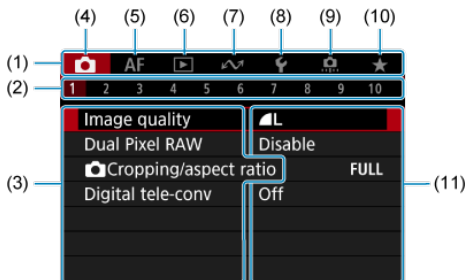 (4) (5) (6) (7) (8) (9) (10)
(1) AF
(2) 1 2 3 4 5 6 7 8 9 10
Image quality L
Dual Pixel RAW Disable
(3) Cropping/aspect ratio FULL (11)
Digital tele-conv Off